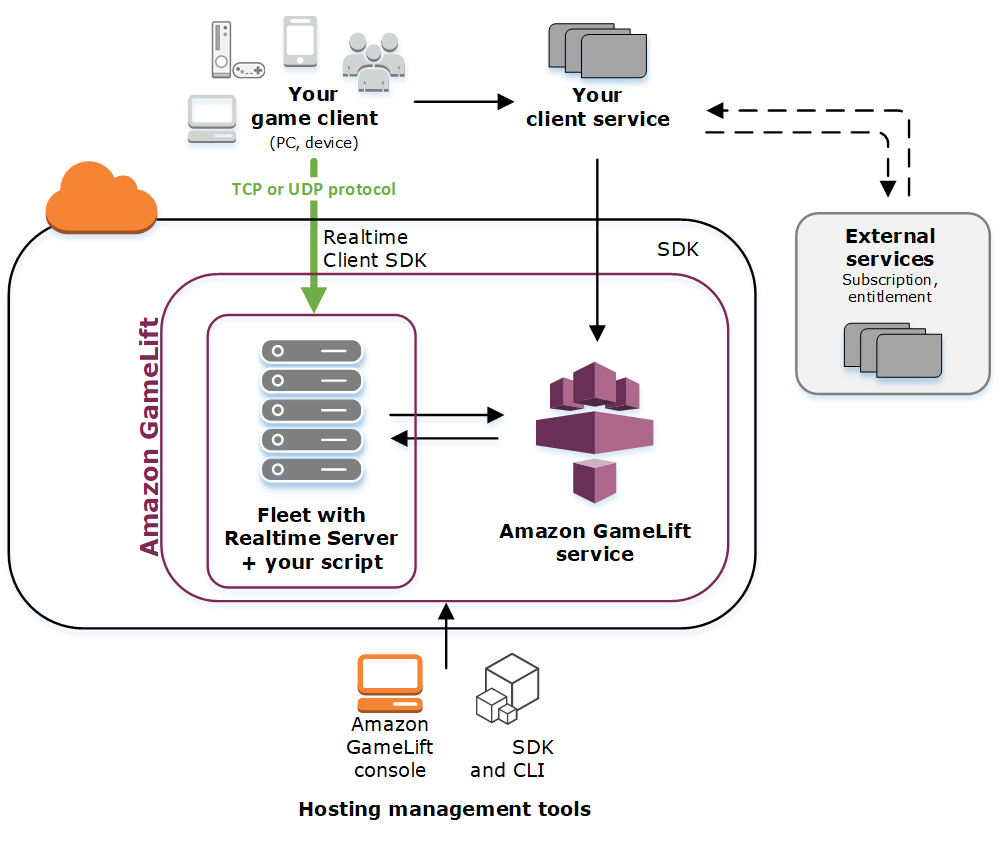 Your
game client
(PC, device)
Your
client service
TCP or UDP protocol
Realtime
Client SDK
SDK
External
services
Subscription,
entitlement
Amazon GameLift
Fleet with
Realtime Server
+ your script
Amazon GameLift
service
Amazon
GameLift
console
SDK
and CLI
Hosting management tools